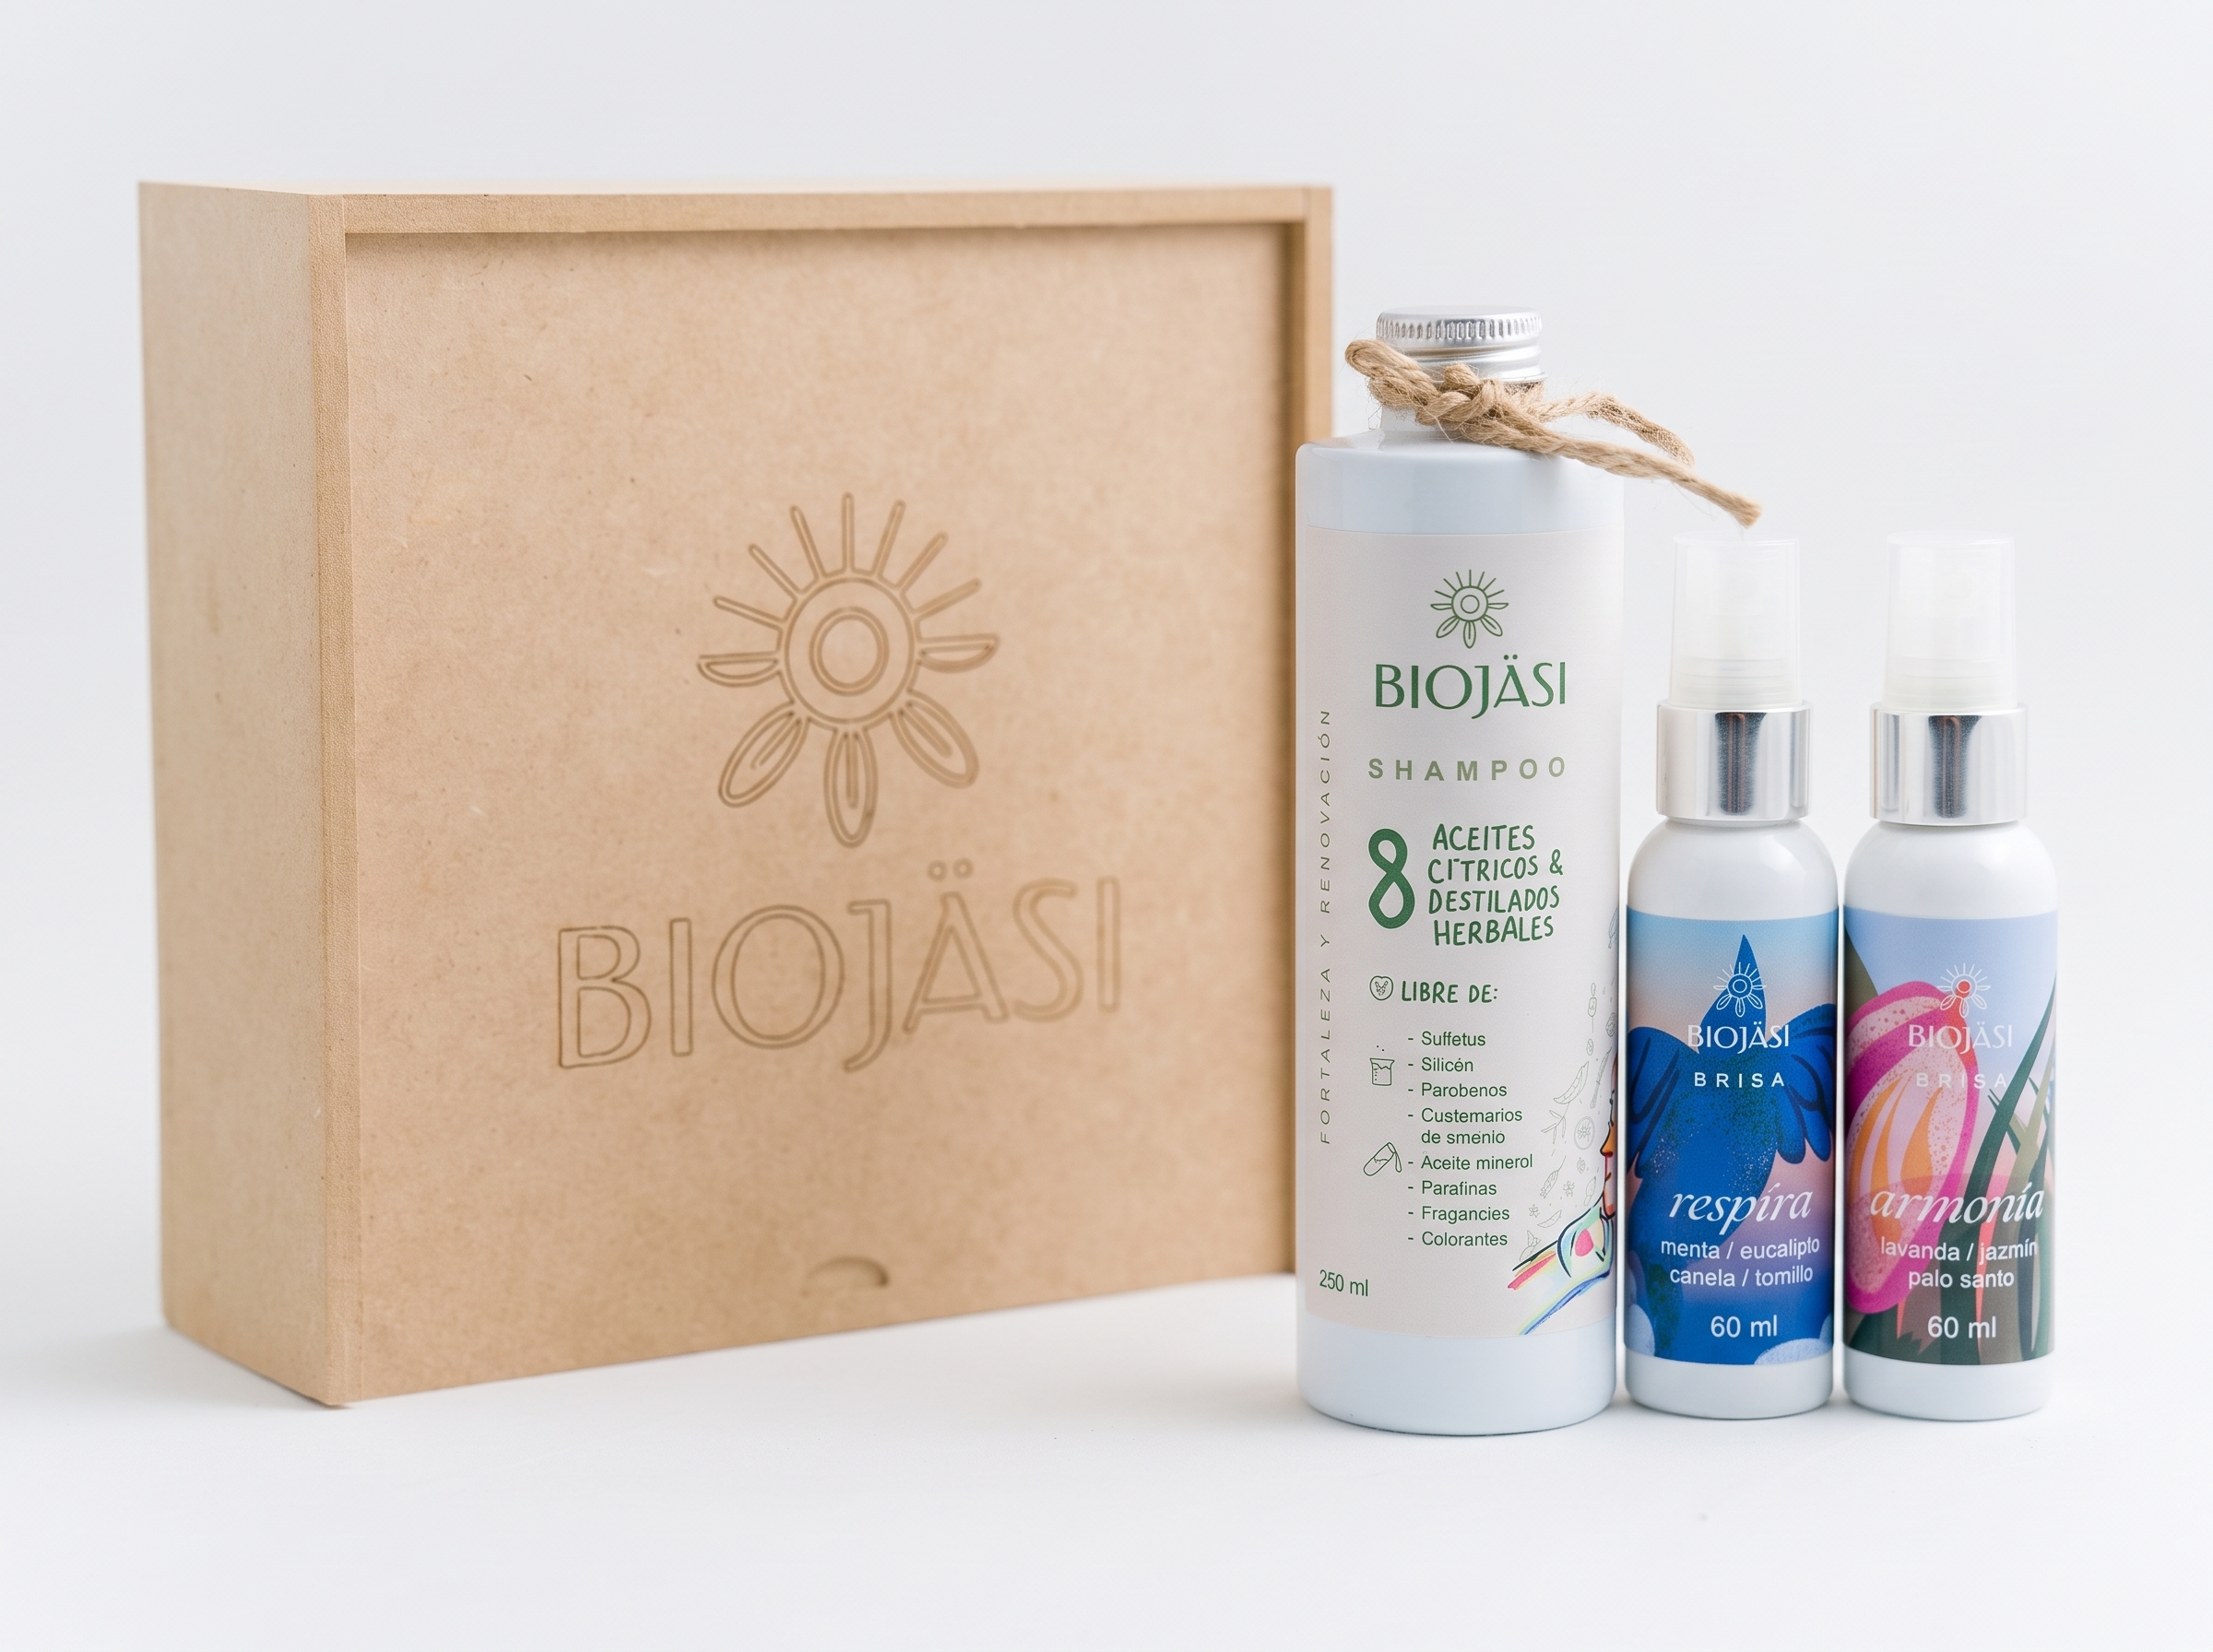 BIOJÄSI
BIOJÄSI
SHAMPOO
8 ACEITES
CÍTRICOS &
DESTILADOS
HERBALES
LIBRE DE:
- Suffetus
- Silicén
- Parobenos
- Custemarios
de smenio
- Aceite minerol
- Parafinas
- Fragancies
- Colorantes
250 ml
FORTALEZA Y RENOVACIÓN
BIOJÄSI
BRISA
respíra
menta / eucalipto
canela / tomillo
60 ml
BIOJÄSI
BRISA
armonía
lavanda / jazmín
palo santo
60 ml